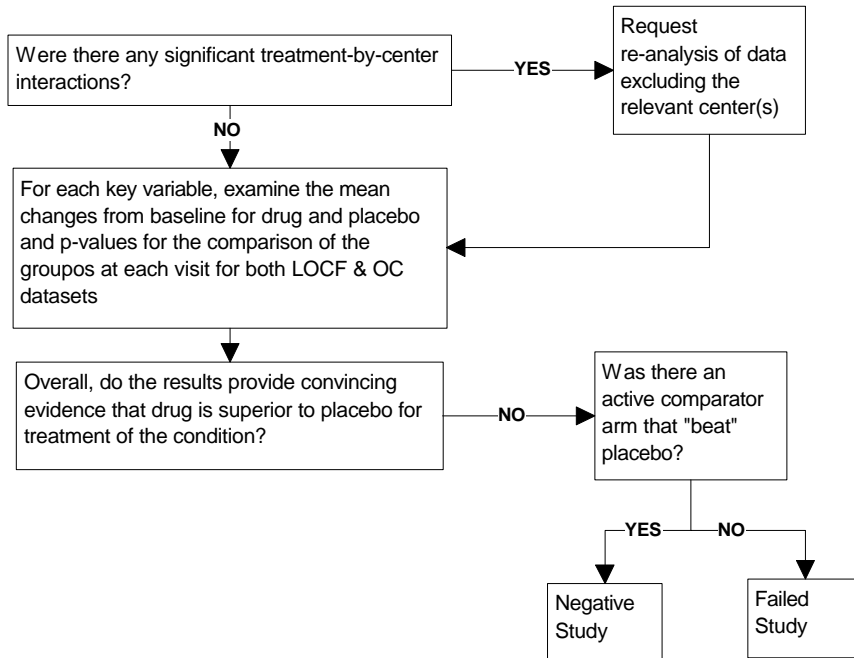 Were there any significant treatment-by-center
interactions?
YES
Request
re-analysis of data
excluding the
relevant center(s)
NO
For each key variable, examine the mean
changes from baseline for drug and placebo
and p-values for the comparison of the
groupos at each visit for both LOCF & OC
datasets
Overall, do the results provide convincing
evidence that drug is superior to placebo for
treatment of the condition?
NO
Was there an
active comparator
arm that "beat"
placebo?
YES
NO
Negative
Study
Failed
Study